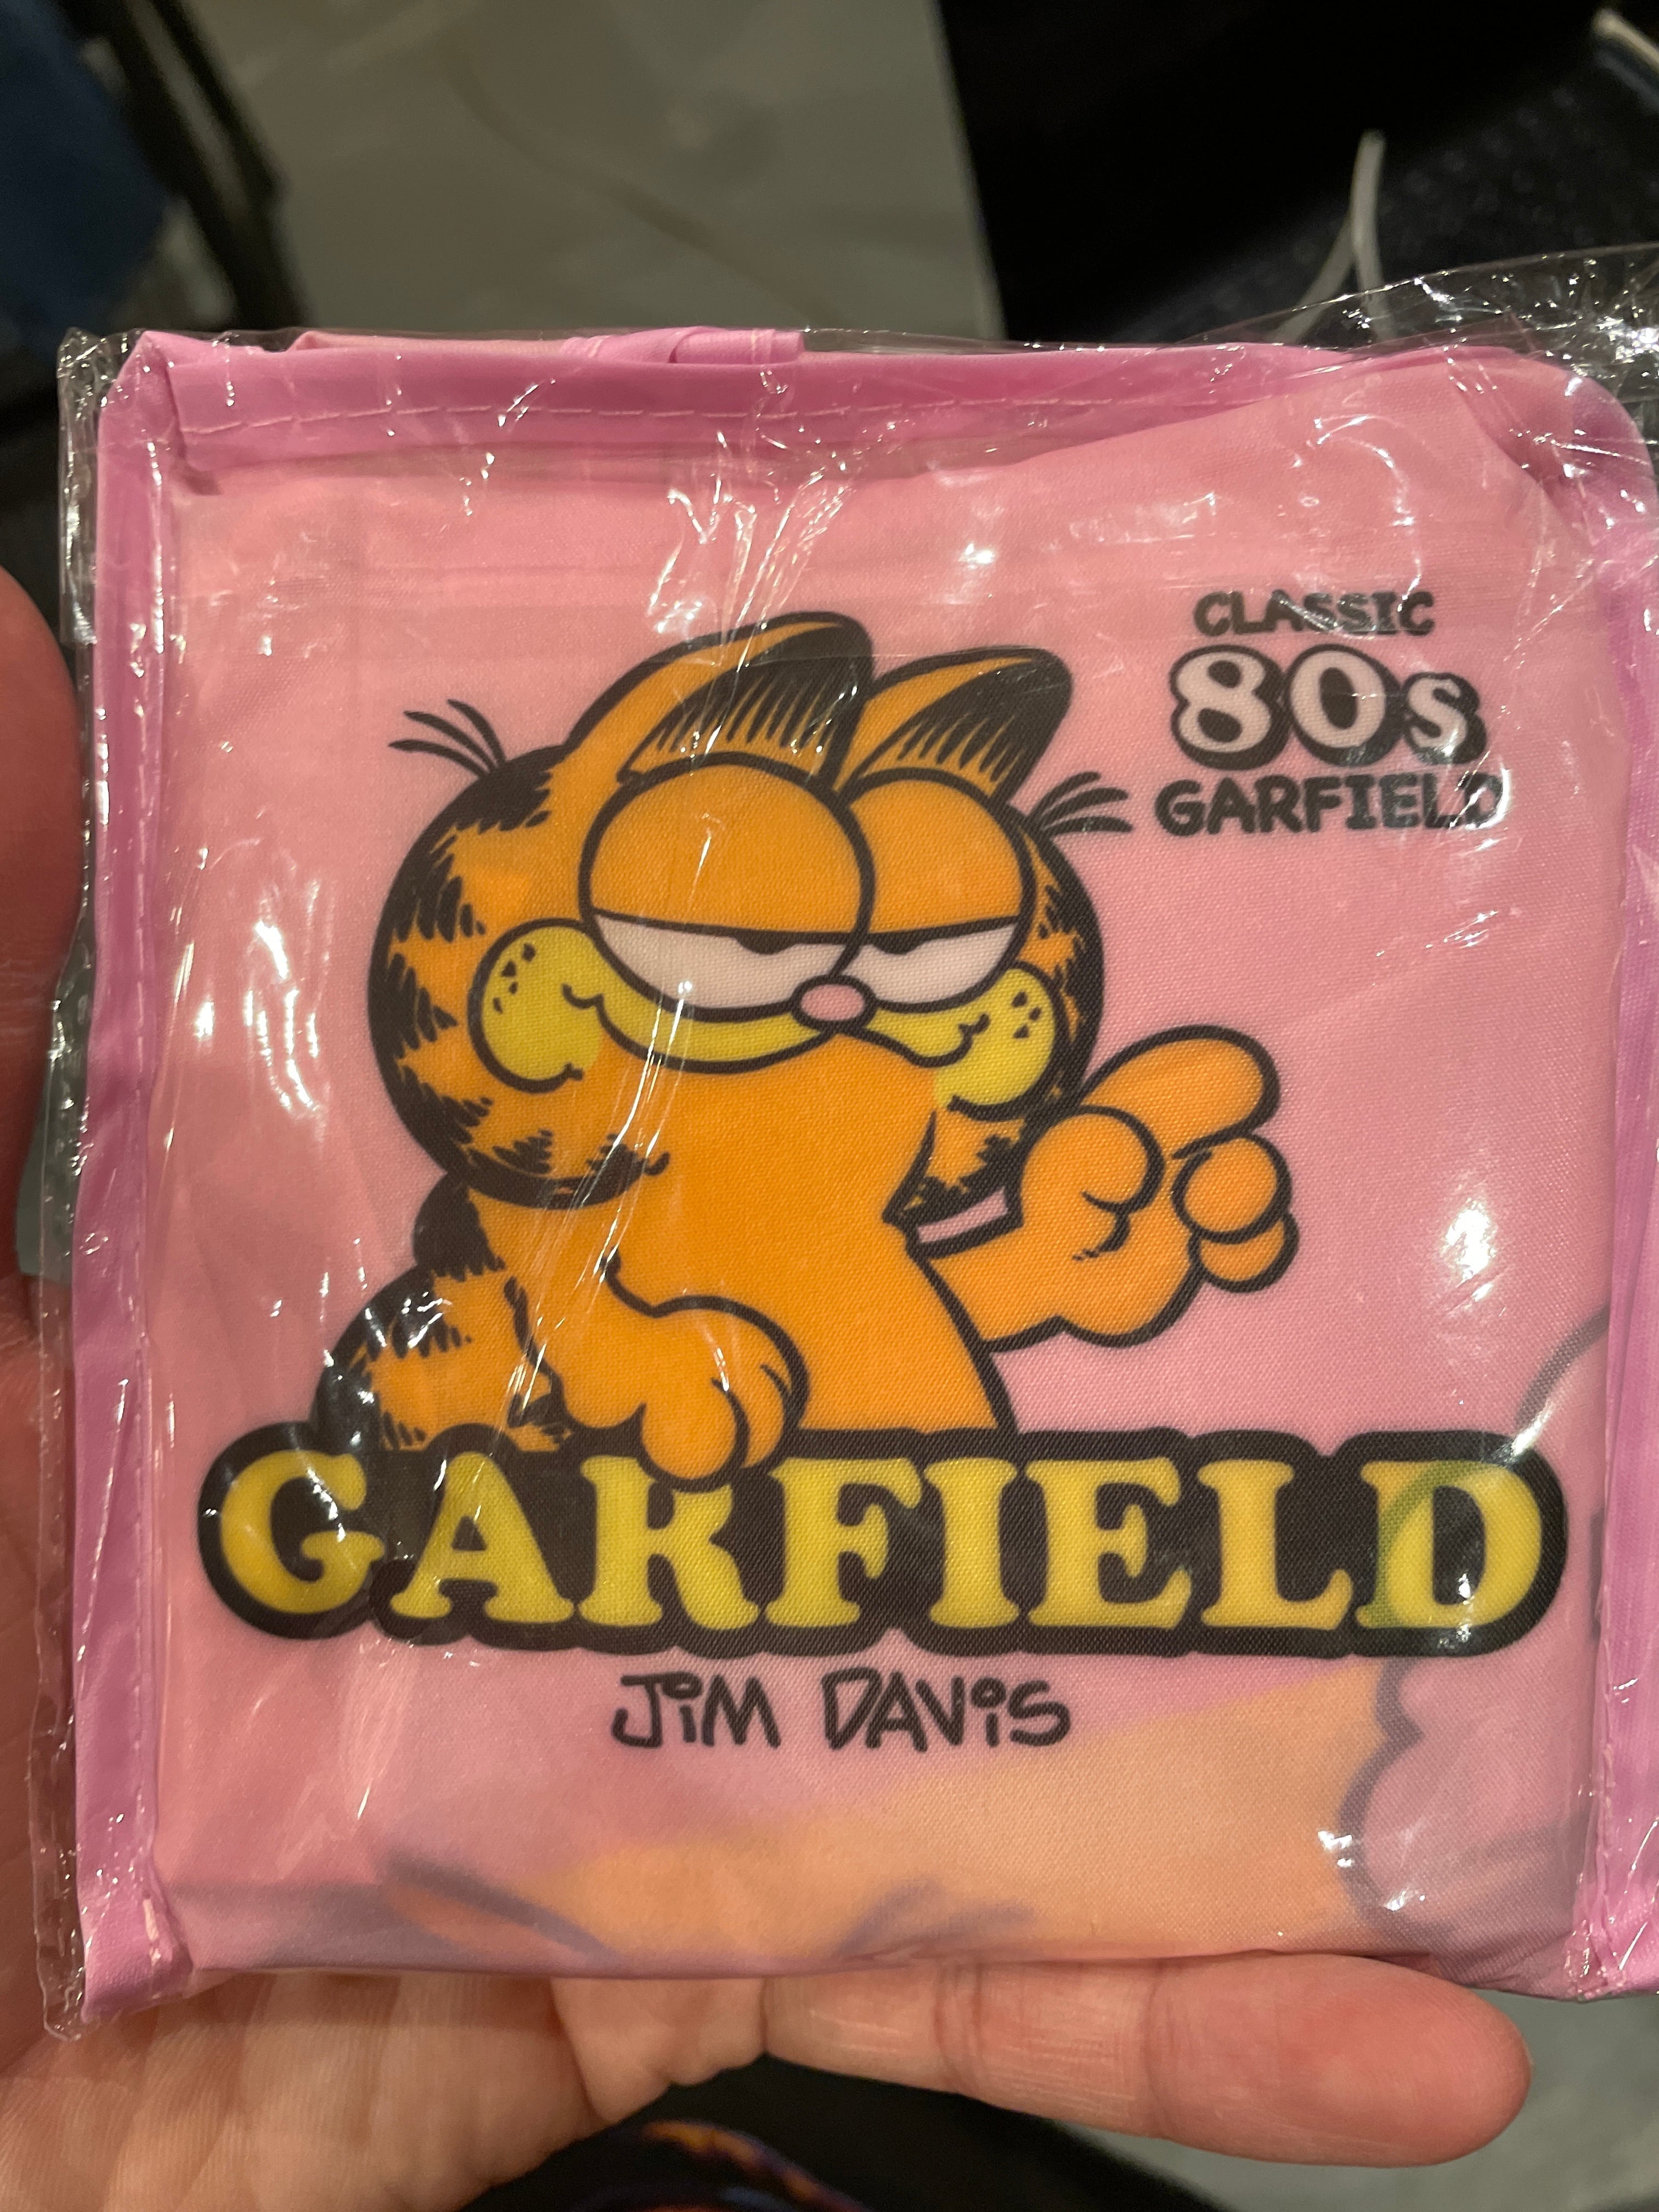 CLASSIC
80s
GARFIELD
GARFIELD
JiM DAViS